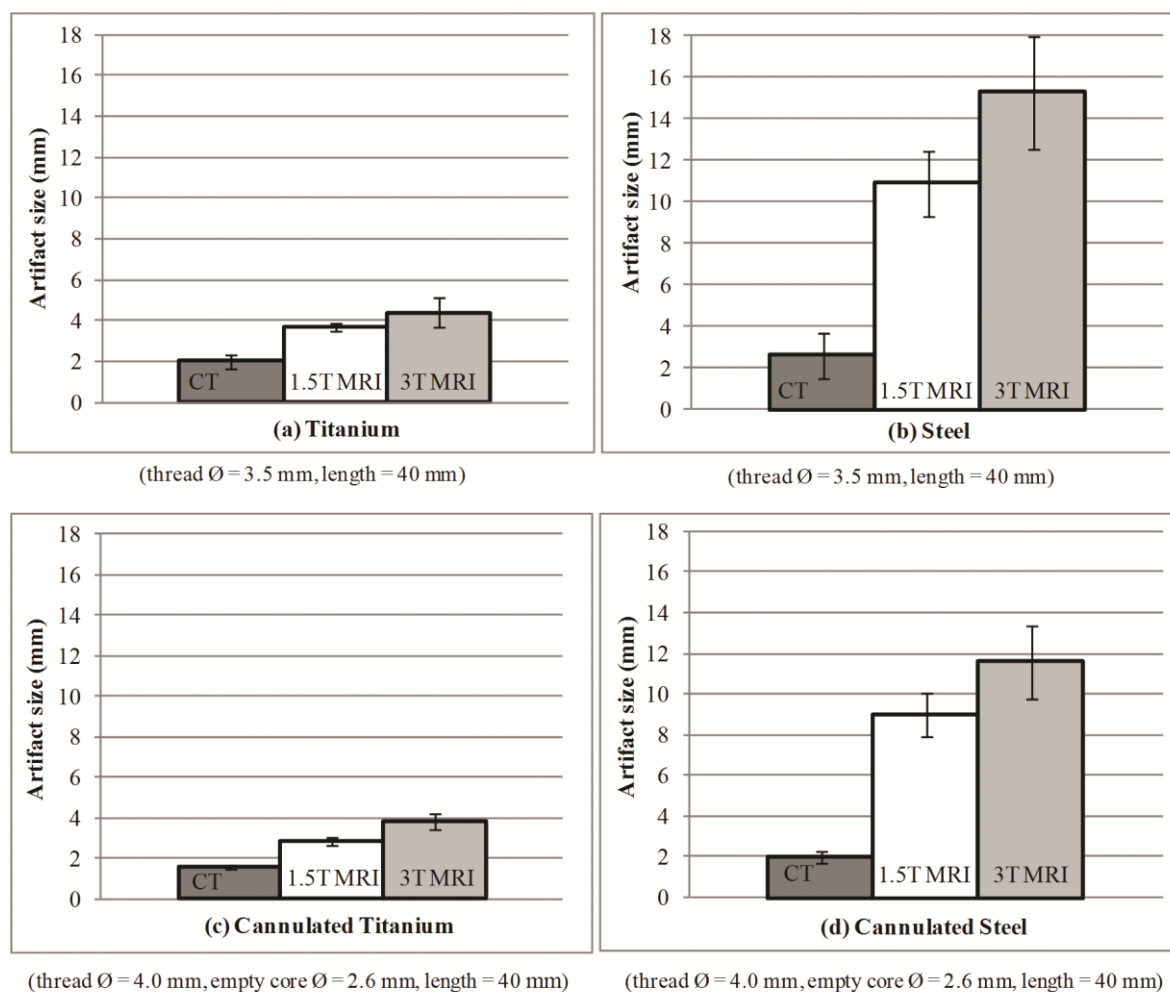 18
16
14
12
10
8
6
4
2
0
Artifact size (mm)
CT
1.5T MRI
3T MRI
(a) Titanium
(thread Ø = 3.5 mm, length = 40 mm)
18
16
14
12
10
8
6
4
2
0
Artifact size (mm)
CT
1.5T MRI
3T MRI
(b) Steel
(thread Ø = 3.5 mm, length = 40 mm)
18
16
14
12
10
8
6
4
2
0
Artifact size (mm)
CT
1.5T MRI
3T MRI
(c) Cannulated Titanium
(thread Ø = 4.0 mm, empty core Ø = 2.6 mm, length = 40 mm)
18
16
14
12
10
8
6
4
2
0
Artifact size (mm)
CT
1.5T MRI
3T MRI
(d) Cannulated Steel
(thread Ø = 4.0 mm, empty core Ø = 2.6 mm, length = 40 mm)